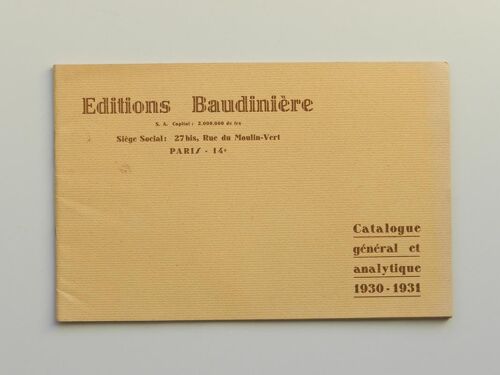 Editions Baudinière
S. A. Capital : 2.000.000 de frs
Siège Social : 27bis, Rue du Moulin-Vert
PARIS - 14e
Catalogue
général et
analytique
1930-1931